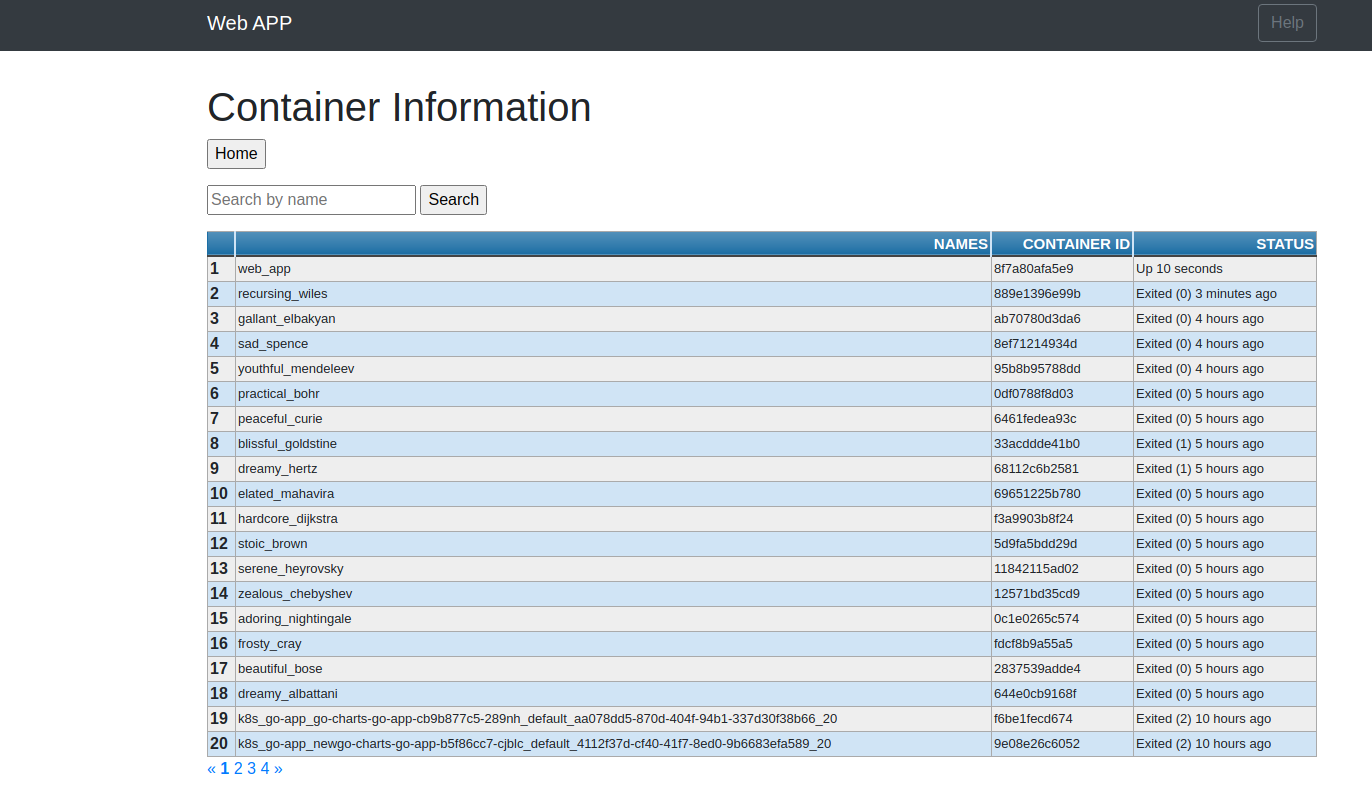 Web APP Help
Container Information
Home
Search by name Search
NAMES CONTAINER ID STATUS
1 web_app 8f7a80afa5e9 Up 10 seconds
2 recursing_wiles 889e1396e99b Exited (0) 3 minutes ago
3 gallant_elbakyan ab70780d3da6 Exited (0) 4 hours ago
4 sad_spence 8ef71214934d Exited (0) 4 hours ago
5 youthful_mendeleev 95b8b95788dd Exited (0) 4 hours ago
6 practical_bohr 0df0788f8d03 Exited (0) 5 hours ago
7 peaceful_curie 6461fedea93c Exited (0) 5 hours ago
8 blissful_goldstine 33acddde41b0 Exited (1) 5 hours ago
9 dreamy_hertz 68112c6b2581 Exited (1) 5 hours ago
10 elated_mahavira 69651225b780 Exited (0) 5 hours ago
11 hardcore_dijkstra f3a9903b8f24 Exited (0) 5 hours ago
12 stoic_brown 5d9fa5bdd29d Exited (0) 5 hours ago
13 serene_heyrovsky 11842115ad02 Exited (0) 5 hours ago
14 zealous_chebyshev 12571bd35cd9 Exited (0) 5 hours ago
15 adoring_nightingale 0c1e0265c574 Exited (0) 5 hours ago
16 frosty_cray fdcf8b9a55a5 Exited (0) 5 hours ago
17 beautiful_bose 2837539adde4 Exited (0) 5 hours ago
18 dreamy_albattani 644e0cb9168f Exited (0) 5 hours ago
19 k8s_go-app_go-charts-go-app-cb9b877c5-289nh_default_aa078dd5-870d-404f-94b1-337d30f38b66_20 f6be1fecd674 Exited (2) 10 hours ago
20 k8s_go-app_newgo-charts-go-app-b5f86cc7-cjblc_default_4112f37d-cf40-41f7-8ed0-9b6683efa589_20 9e08e26c6052 Exited (2) 10 hours ago
« 1 2 3 4 »